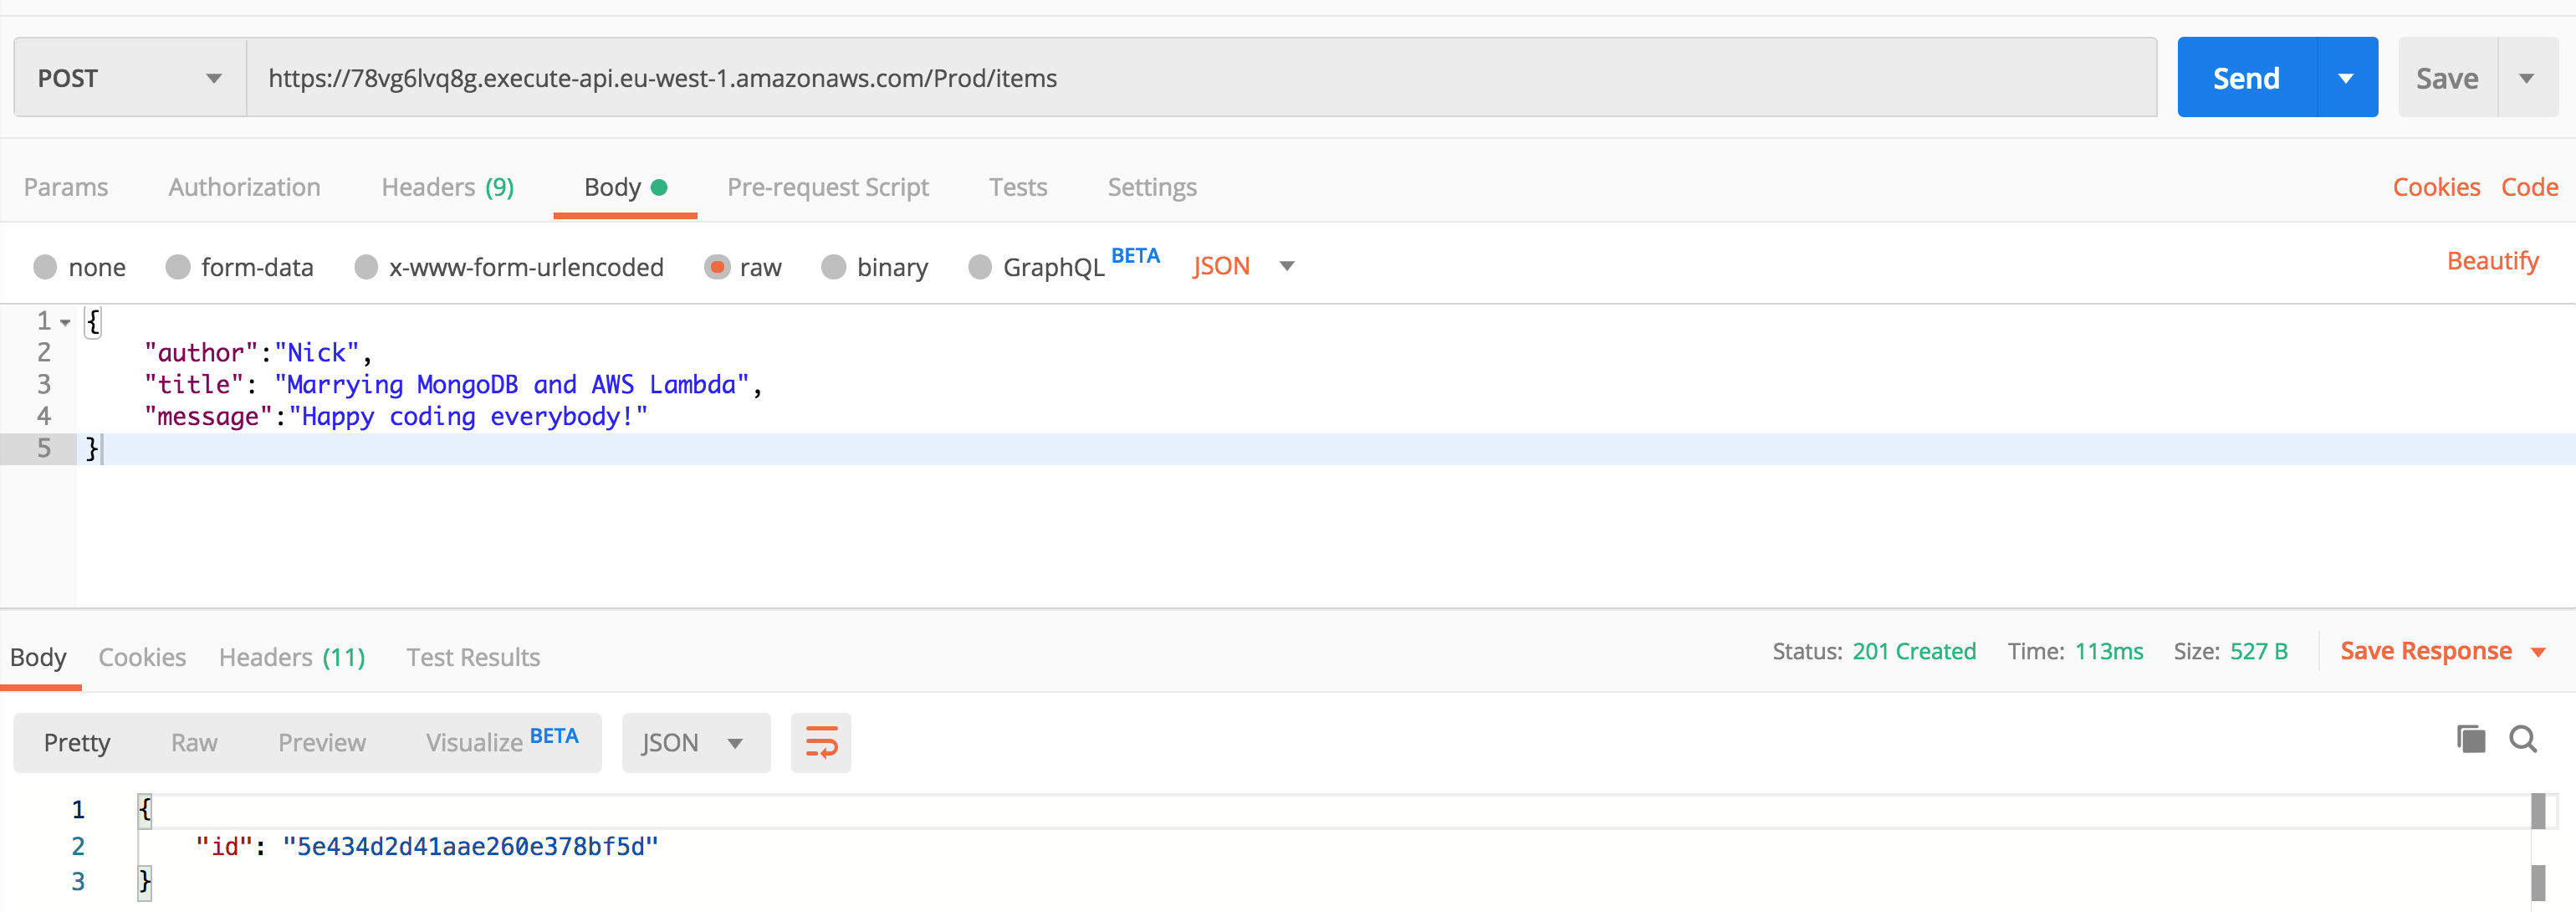 POST https://78vg6lvq8g.execute-api.eu-west-1.amazonaws.com/Prod/items Send Save
Params Authorization Headers (9) Body Pre-request Script Tests Settings Cookies Code
none form-data x-www-form-urlencoded raw binary GraphQL BETA JSON Beautify
1 {
2 "author":"Nick",
3 "title": "Marrying MongoDB and AWS Lambda",
4 "message":"Happy coding everybody!"
5 }
Body Cookies Headers (11) Test Results Status: 201 Created Time: 113ms Size: 527 B Save Response
Pretty Raw Preview Visualize BETA JSON
1 {
2 "id": "5e434d2d41aae260e378bf5d"
3 }